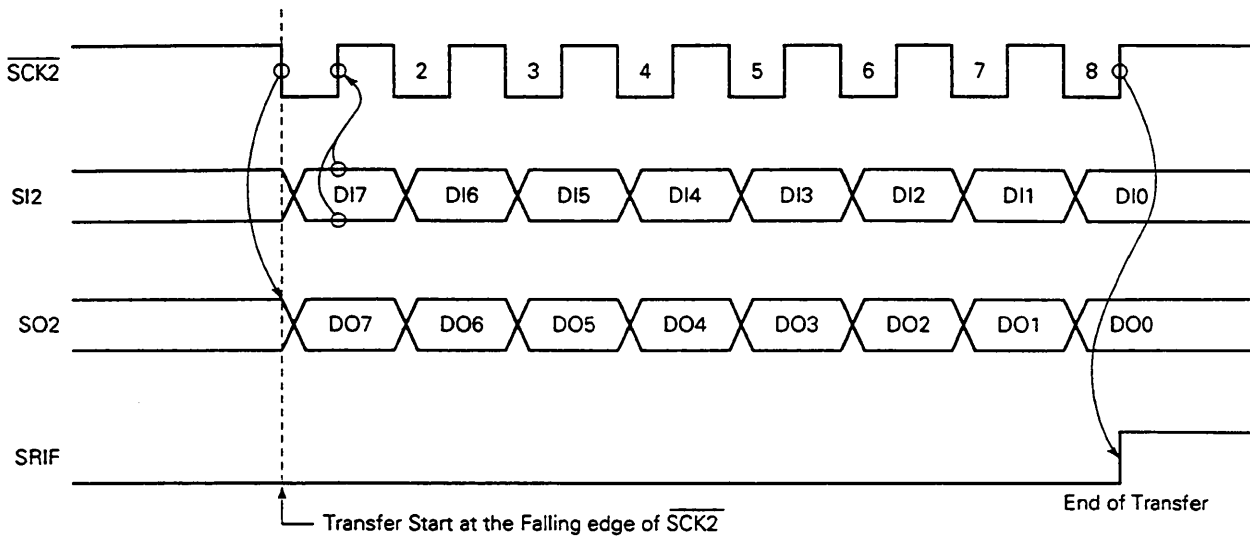 SCK2
2 3 4 5 6 7 8
SI2
DI7 DI6 DI5 DI4 DI3 DI2 DI1 DI0
SO2
DO7 DO6 DO5 DO4 DO3 DO2 DO1 DO0
SRIF
End of Transfer
Transfer Start at the Falling edge of SCK2